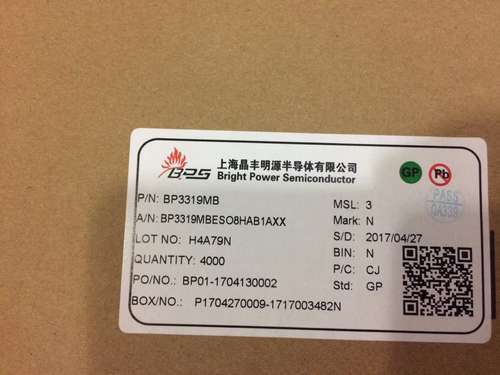 BPS
上海晶丰明源半导体有限公司
Bright Power Semiconductor
GP
Pb
P/N: BP3319MB
MSL: 3
A/N: BP3319MBESO8HAB1AXX
Mark: N
LOT NO: H4A79N
S/D: 2017/04/27
QUANTITY: 4000
BIN: N
PO/NO.: BP01-1704130002
P/C: CJ
BOX/NO.: P1704270009-1717003482N
Std: GP
PASS
QA339